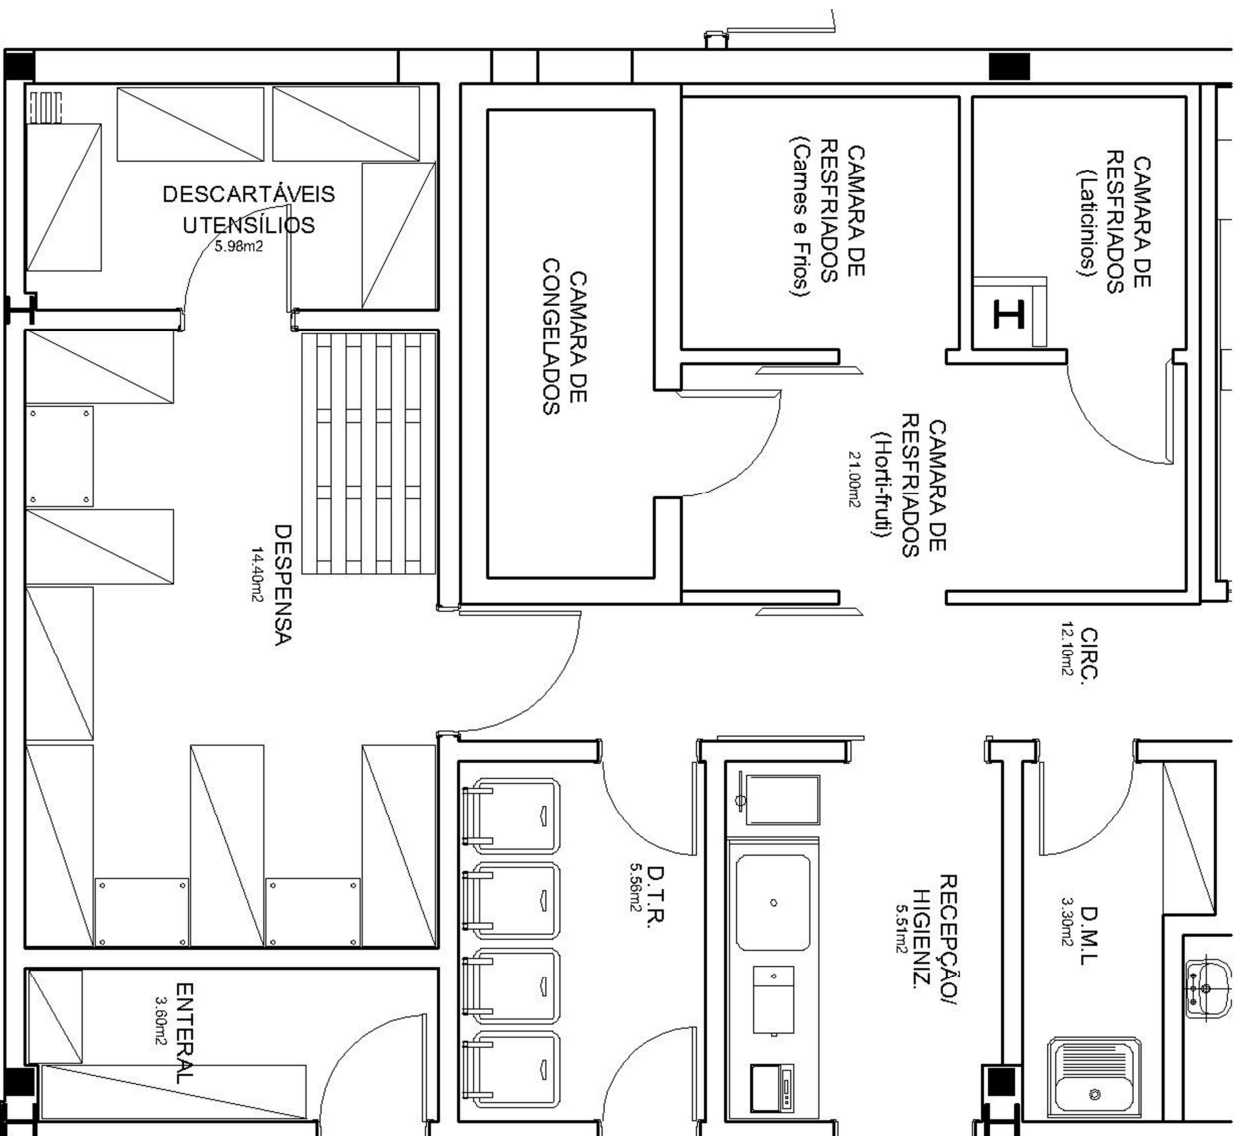 DESCARTÁVEIS
UTENSÍLIOS
5.98m2
CAMARA DE
CONGELADOS
CAMARA DE
RESFRIADOS
(Carnes e Frios)
CAMARA DE
RESFRIADOS
(Laticinios)
CAMARA DE
RESFRIADOS
(Horti-fruti)
21.00m2
DESPENSA
14.40m2
CIRC.
12.10m2
D.T.R.
5.56m2
RECEPÇÃO/
HIGIENIZ.
5.51m2
D.M.L
3.30m2
ENTERAL
3.60m2